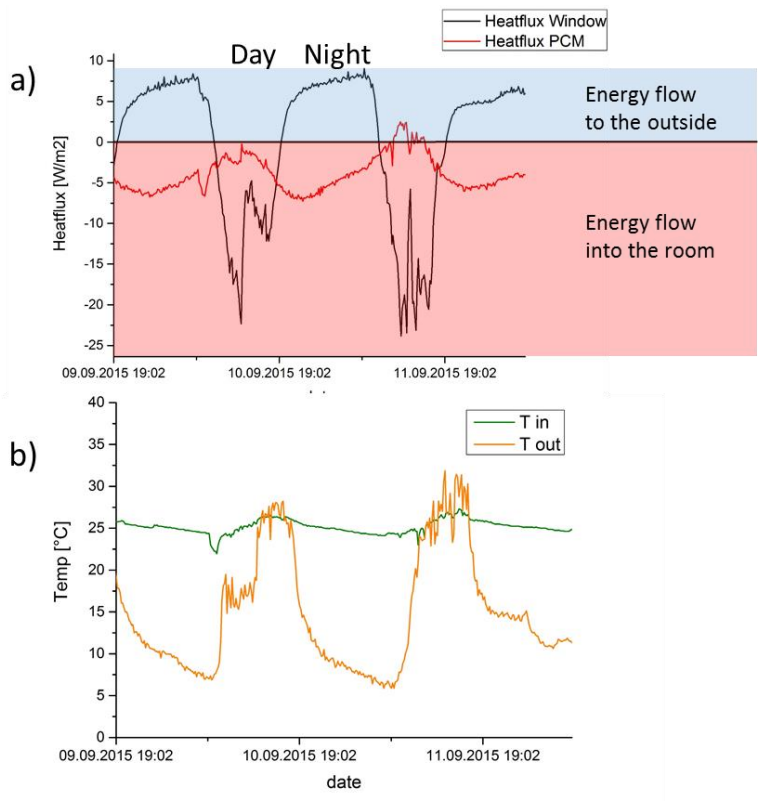 Heatflux Window
Heatflux PCM
a)
Day Night
10
5
0
-5
-10
-15
-20
-25
Heatflux [W/m2]
Energy flow
to the outside
Energy flow
into the room
09.09.2015 19:02 10.09.2015 19:02 11.09.2015 19:02
b)
T in
T out
40
35
30
25
20
15
10
5
0
Temp [°C]
09.09.2015 19:02 10.09.2015 19:02 11.09.2015 19:02
date